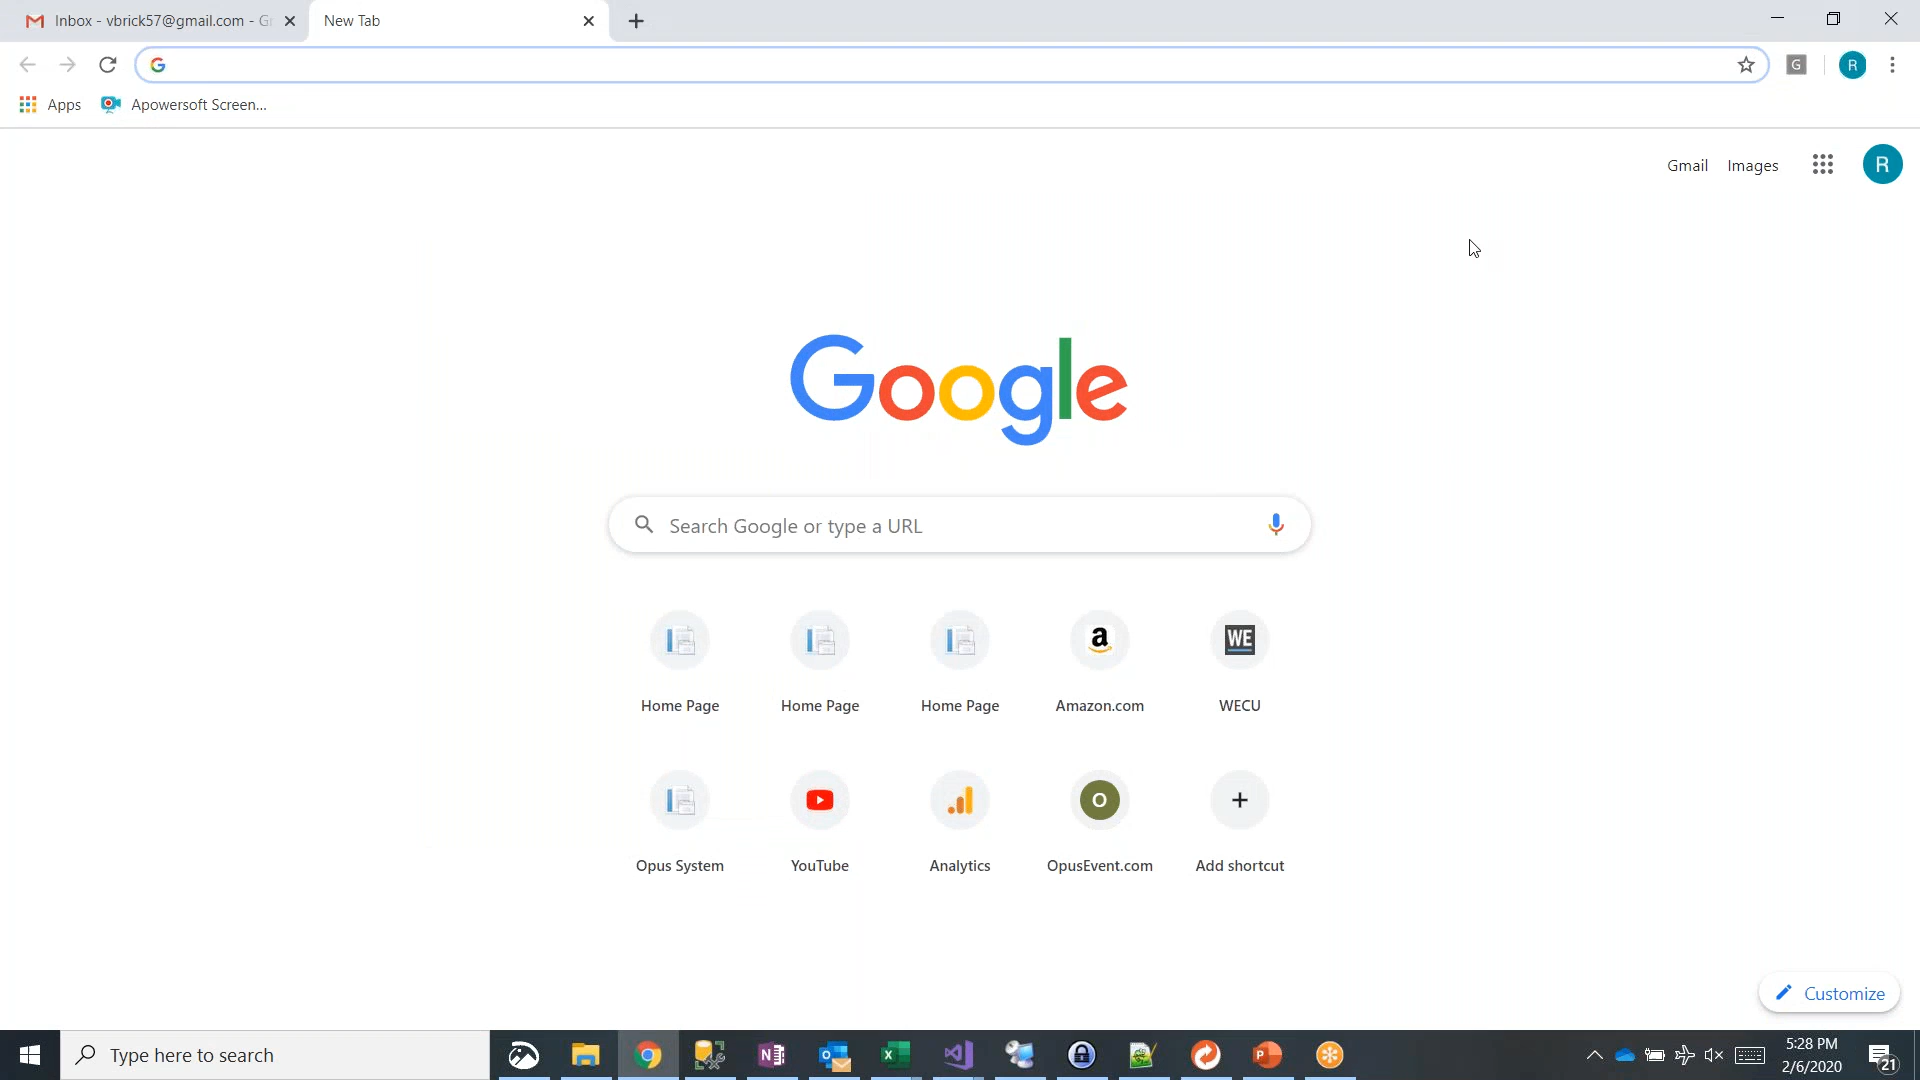 Inbox - vbrick57@gmail.com - G
New Tab
G
R
Apps
Apowersoft Screen...
Gmail
Images
R
Google
Search Google or type a URL
Home Page
Home Page
Home Page
a
Amazon.com
WE
WECU
Opus System
YouTube
Analytics
O
OpusEvent.com
Add shortcut
Customize
Type here to search
N
X
P
5:28 PM
2/6/2020
21